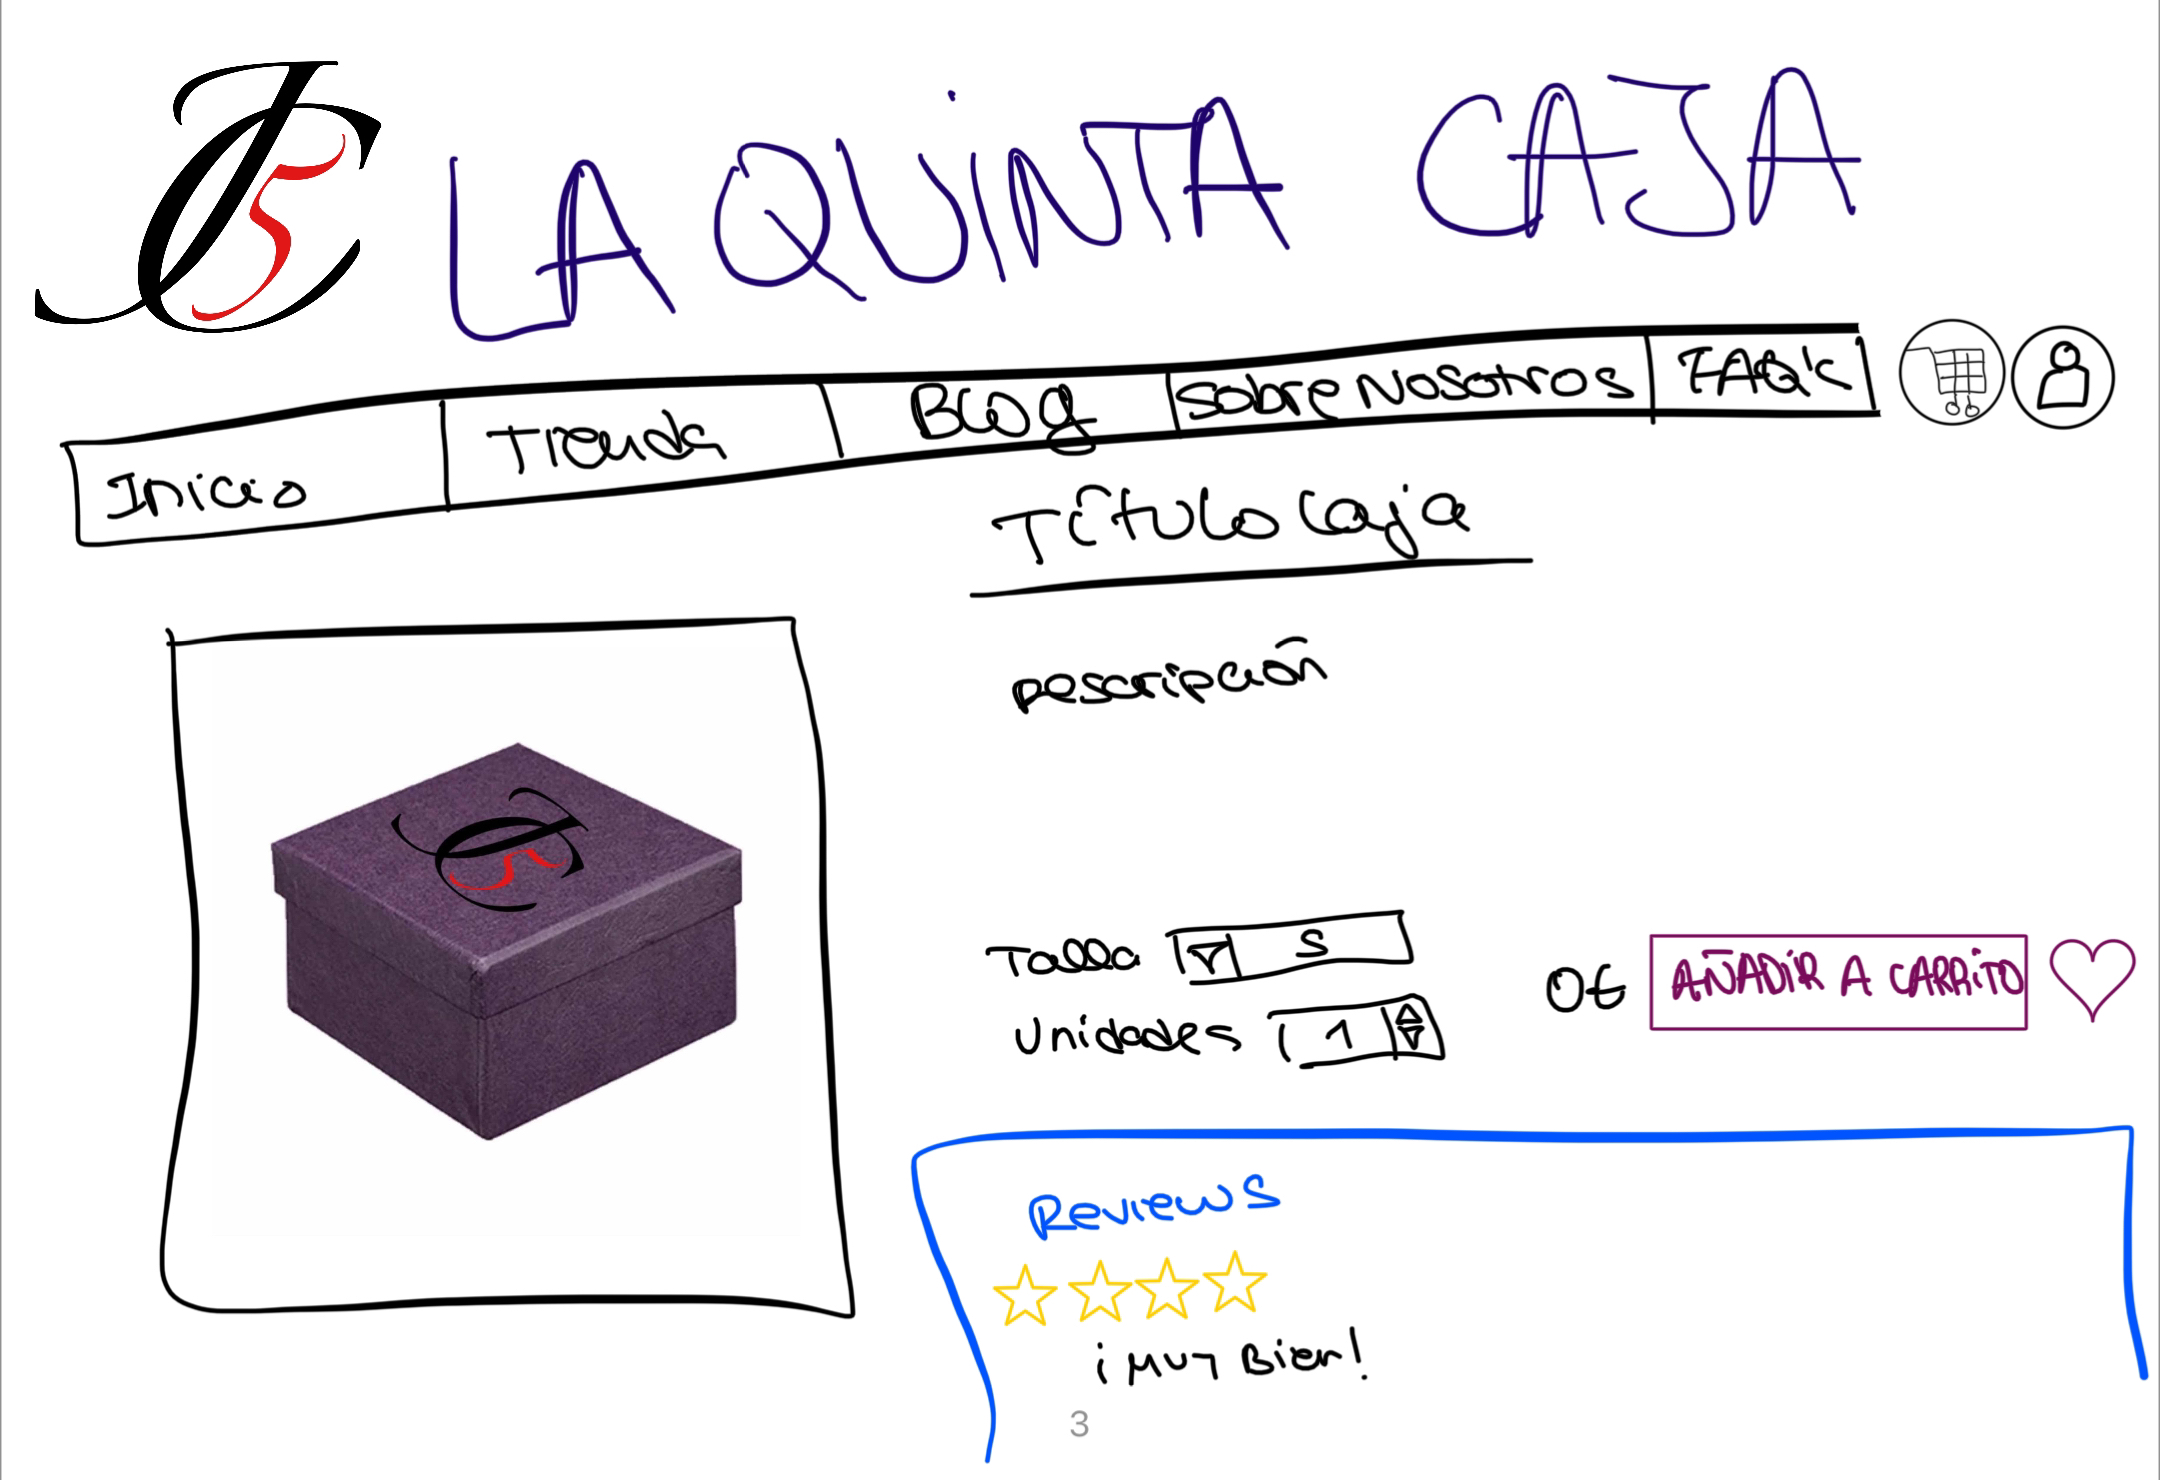 LA QUINTA CAJA
Inicio
Tienda
Blog
Sobre Nosotros
FAQ's
Título Caja
Descripción
Talla
S
Unidades
1
0€
AÑADIR A CARRITO
Reviews
¡MUY Bien!
3